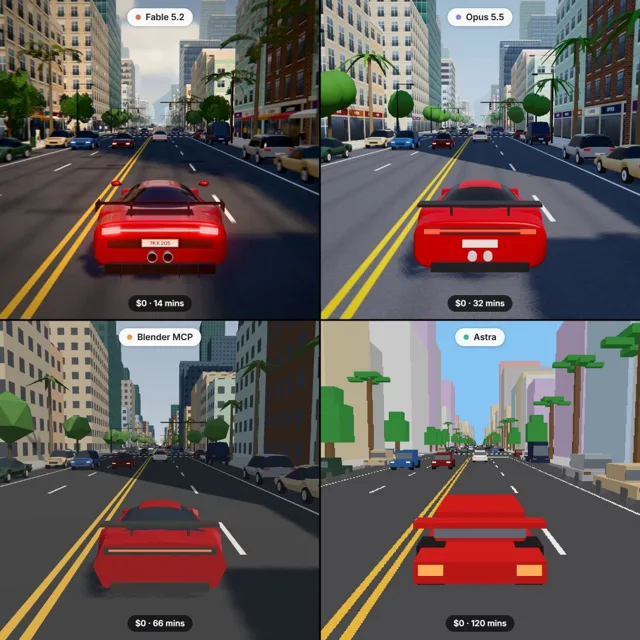 Fable 5.2
7KX 205
$0 · 14 mins
Opus 5.5
$0 · 32 mins
Blender MCP
$0 · 66 mins
Astra
$0 · 120 mins